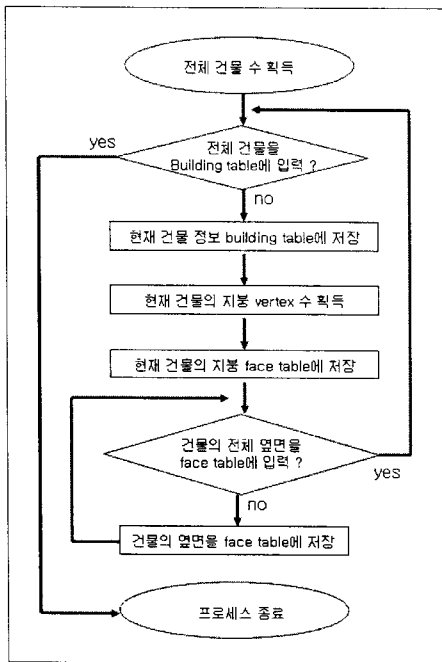 전체 건물 수 획득
yes
전체 건물을
Building table에 입력 ?
no
현재 건물 정보 building table에 저장
현재 건물의 지붕 vertex 수 획득
현재 건물의 지붕 face table에 저장
건물의 전체 옆면을
face table에 입력 ?
yes
no
건물의 옆면을 face table에 저장
프로세스 종료